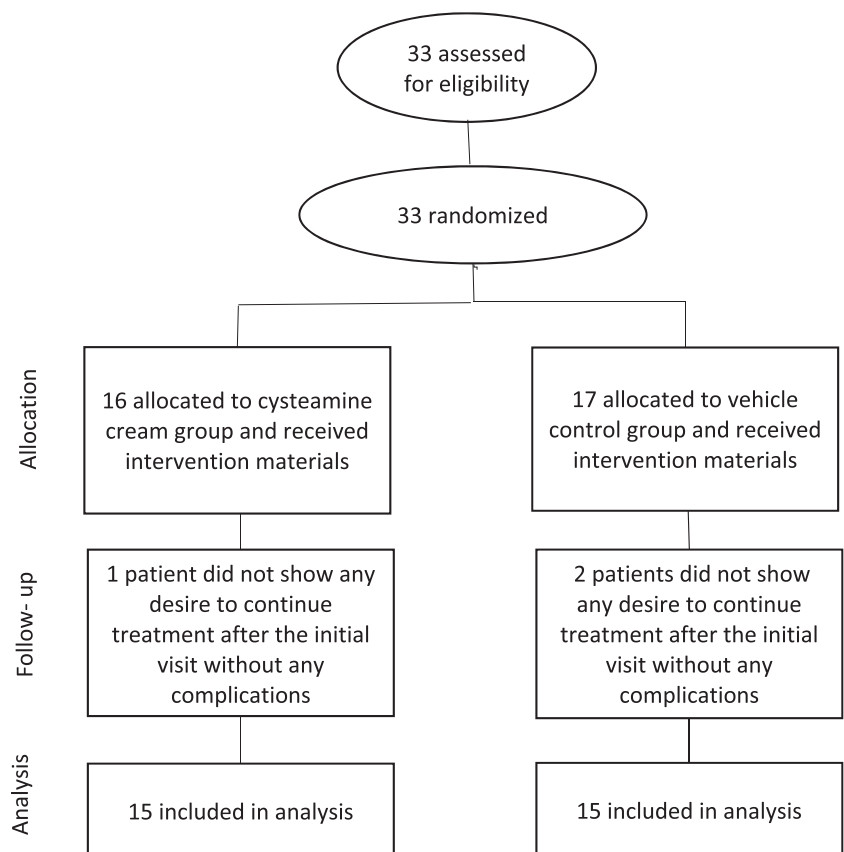 33 assessed
for eligibility
33 randomized
Allocation
16 allocated to cysteamine
cream group and received
intervention materials
17 allocated to vehicle
control group and received
intervention materials
Follow- up
1 patient did not show any
desire to continue
treatment after the initial
visit without any
complications
2 patients did not show
any desire to continue
treatment after the initial
visit without any
complications
Analysis
15 included in analysis
15 included in analysis